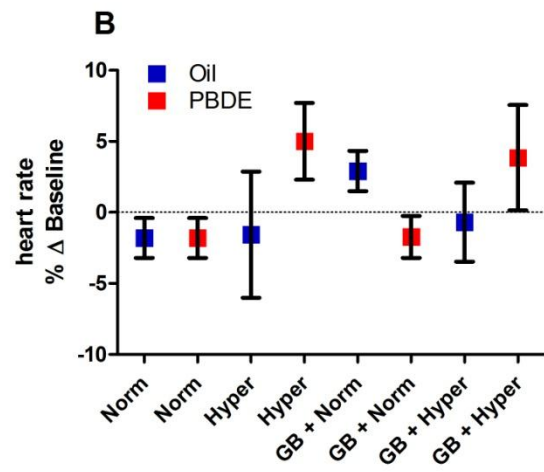 B
Oil
PBDE
heart rate
% Δ Baseline
10
5
0
-5
-10
Norm
Norm
Hyper
Hyper
GB + Norm
GB + Norm
GB + Hyper
GB + Hyper